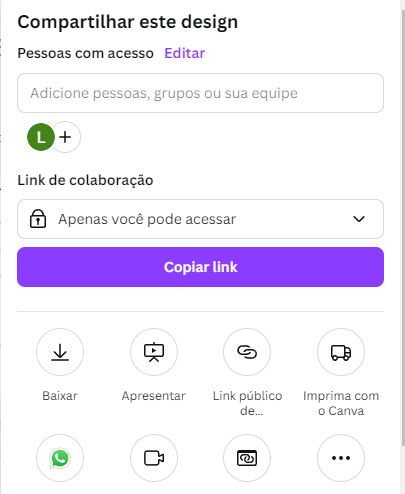 Compartilhar este design
Pessoas com acesso Editar
Adicione pessoas, grupos ou sua equipe
L
Link de colaboração
Apenas você pode acessar
Copiar link
Baixar
Apresentar
Link público
de...
Imprima com
o Canva